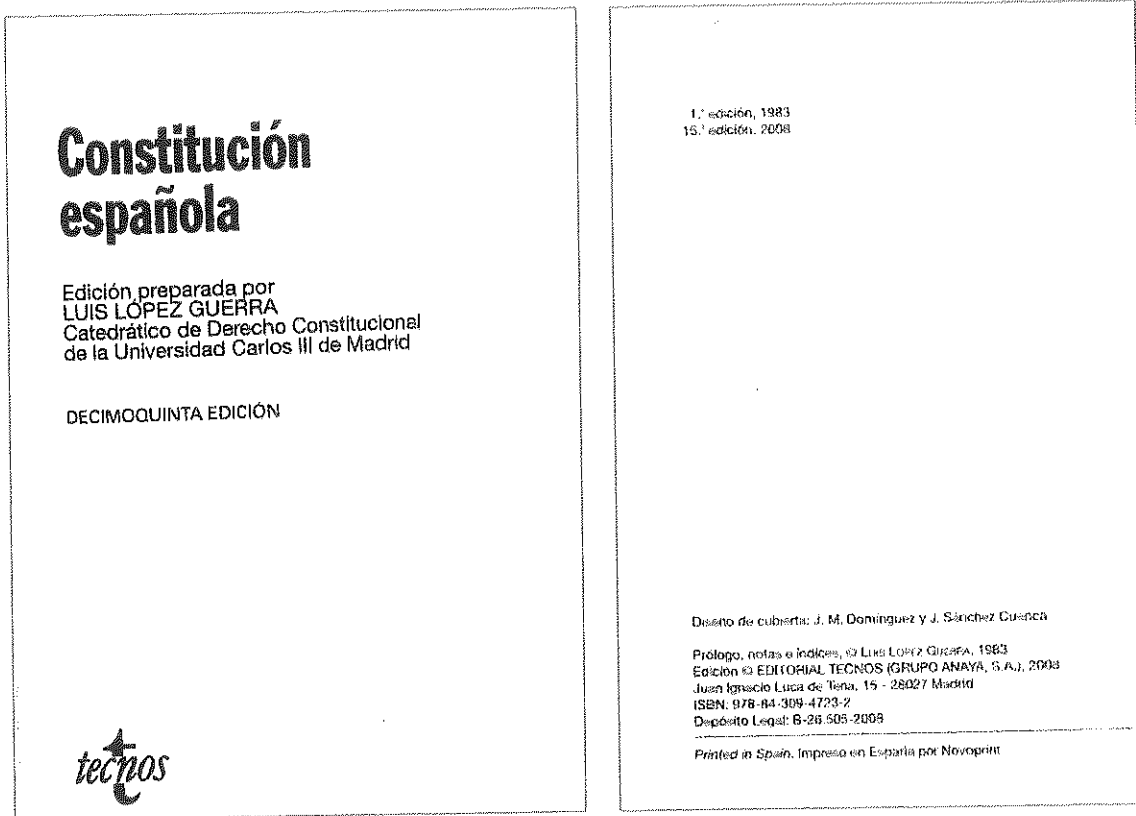 Constitución
española
Edición preparada por
LUIS LÓPEZ GUERRA
Catedrático de Derecho Constitucional
de la Universidad Carlos III de Madrid
DECIMOQUINTA EDICIÓN
tecnos
1.ª edición, 1983
15.ª edición, 2008
Diseño de cubierta: J. M. Domínguez y J. Sánchez Cuenca
Prólogo, notas e índices, © LUIS LÓPEZ GUERRA, 1983
Edición © EDITORIAL TECNOS (GRUPO ANAYA, S.A.), 2008
Juan Ignacio Luca de Tena, 15 - 28027 Madrid
ISBN: 978-84-309-4723-2
Depósito Legal: B-26.505-2008
Printed in Spain. Impreso en España por Novoprint